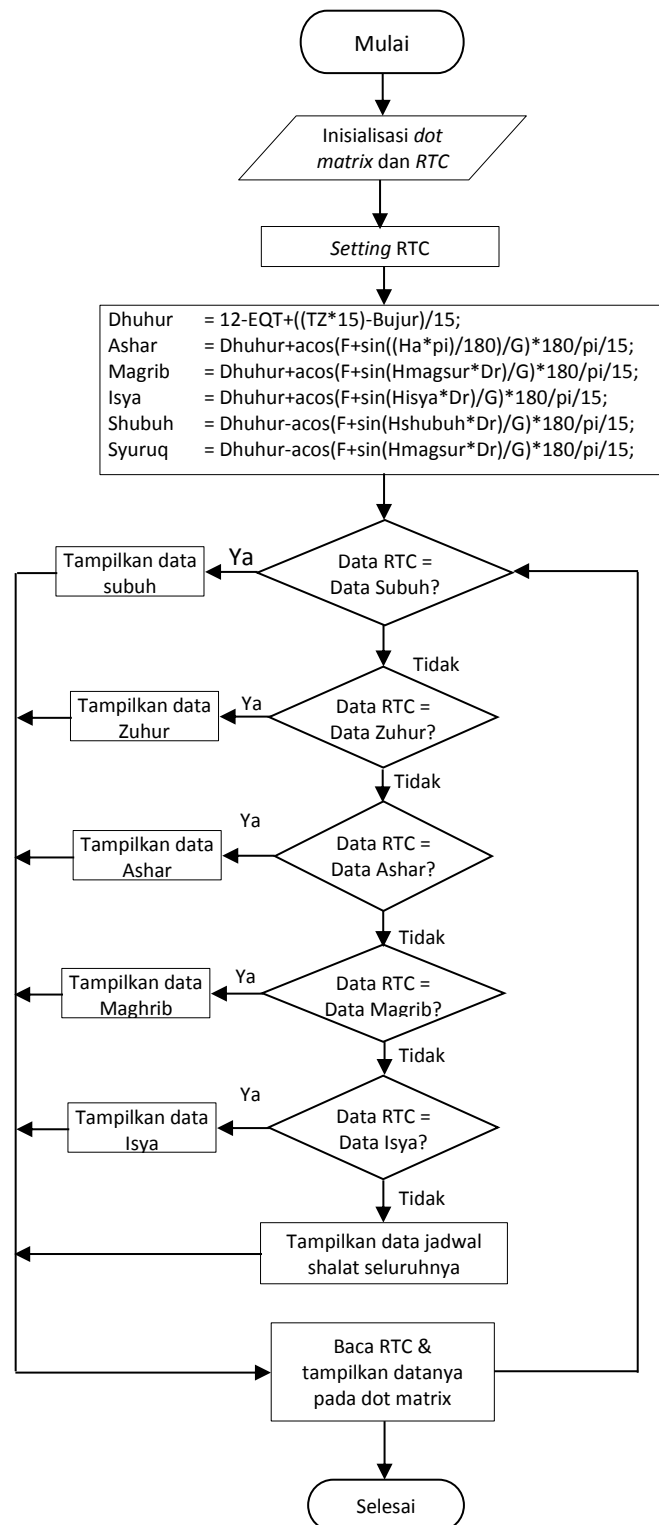 Mulai
Inisialisasi dot
matrix dan RTC
Setting RTC
Dhuhur = 12-EQT+((TZ*15)-Bujur)/15;
Ashar = Dhuhur+acos(F+sin((Ha*pi)/180)/G)*180/pi/15;
Magrib = Dhuhur+acos(F+sin(Hmagsur*Dr)/G)*180/pi/15;
Isya = Dhuhur+acos(F+sin(Hisya*Dr)/G)*180/pi/15;
Shubuh = Dhuhur-acos(F+sin(Hshubuh*Dr)/G)*180/pi/15;
Syuruq = Dhuhur-acos(F+sin(Hmagsur*Dr)/G)*180/pi/15;
Data RTC =
Data Subuh?
Ya
Tampilkan data
subuh
Tidak
Data RTC =
Data Zuhur?
Ya
Tampilkan data
Zuhur
Tidak
Data RTC =
Data Ashar?
Ya
Tampilkan data
Ashar
Tidak
Data RTC =
Data Magrib?
Ya
Tampilkan data
Maghrib
Tidak
Data RTC =
Data Isya?
Ya
Tampilkan data
Isya
Tidak
Tampilkan data jadwal
shalat seluruhnya
Baca RTC &
tampilkan datanya
pada dot matrix
Selesai